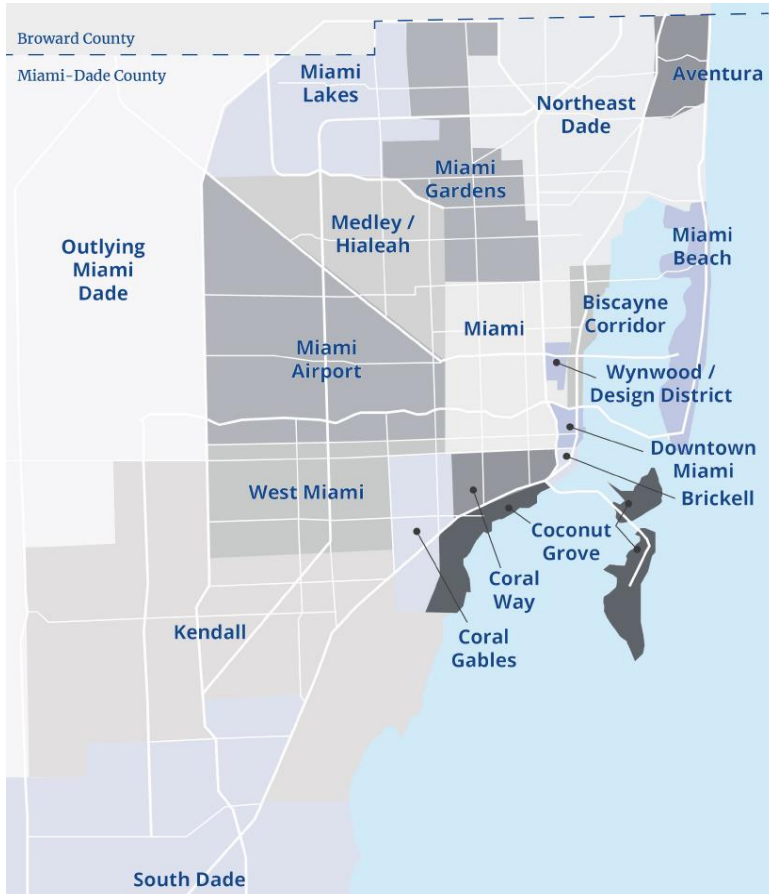 Broward County
Miami-Dade County
Miami
Lakes
Aventura
Northeast
Dade
Miami
Gardens
Medley /
Hialeah
Outlying
Miami
Dade
Miami
Beach
Biscayne
Corridor
Miami
Miami
Airport
Wynwood /
Design District
Downtown
Miami
West Miami
Brickell
Coconut
Grove
Coral
Way
Kendall
Coral
Gables
South Dade